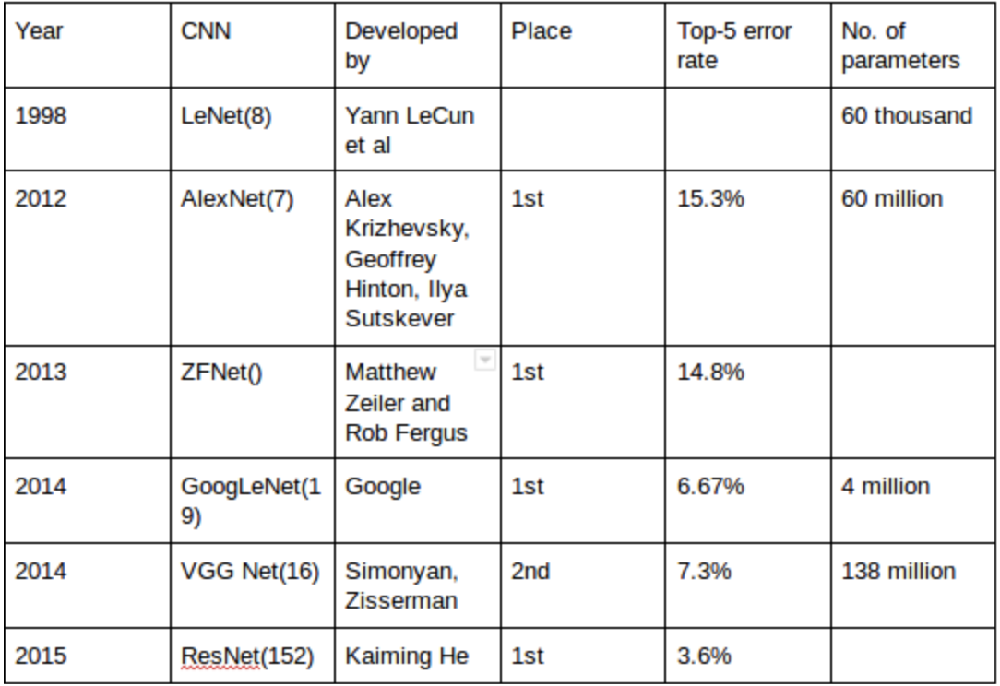 Year CNN Developed by Place Top-5 error rate No. of parameters
1998 LeNet(8) Yann LeCun et al 60 thousand
2012 AlexNet(7) Alex Krizhevsky, Geoffrey Hinton, Ilya Sutskever 1st 15.3% 60 million
2013 ZFNet() Matthew Zeiler and Rob Fergus 1st 14.8%
2014 GoogLeNet(19) Google 1st 6.67% 4 million
2014 VGG Net(16) Simonyan, Zisserman 2nd 7.3% 138 million
2015 ResNet(152) Kaiming He 1st 3.6%